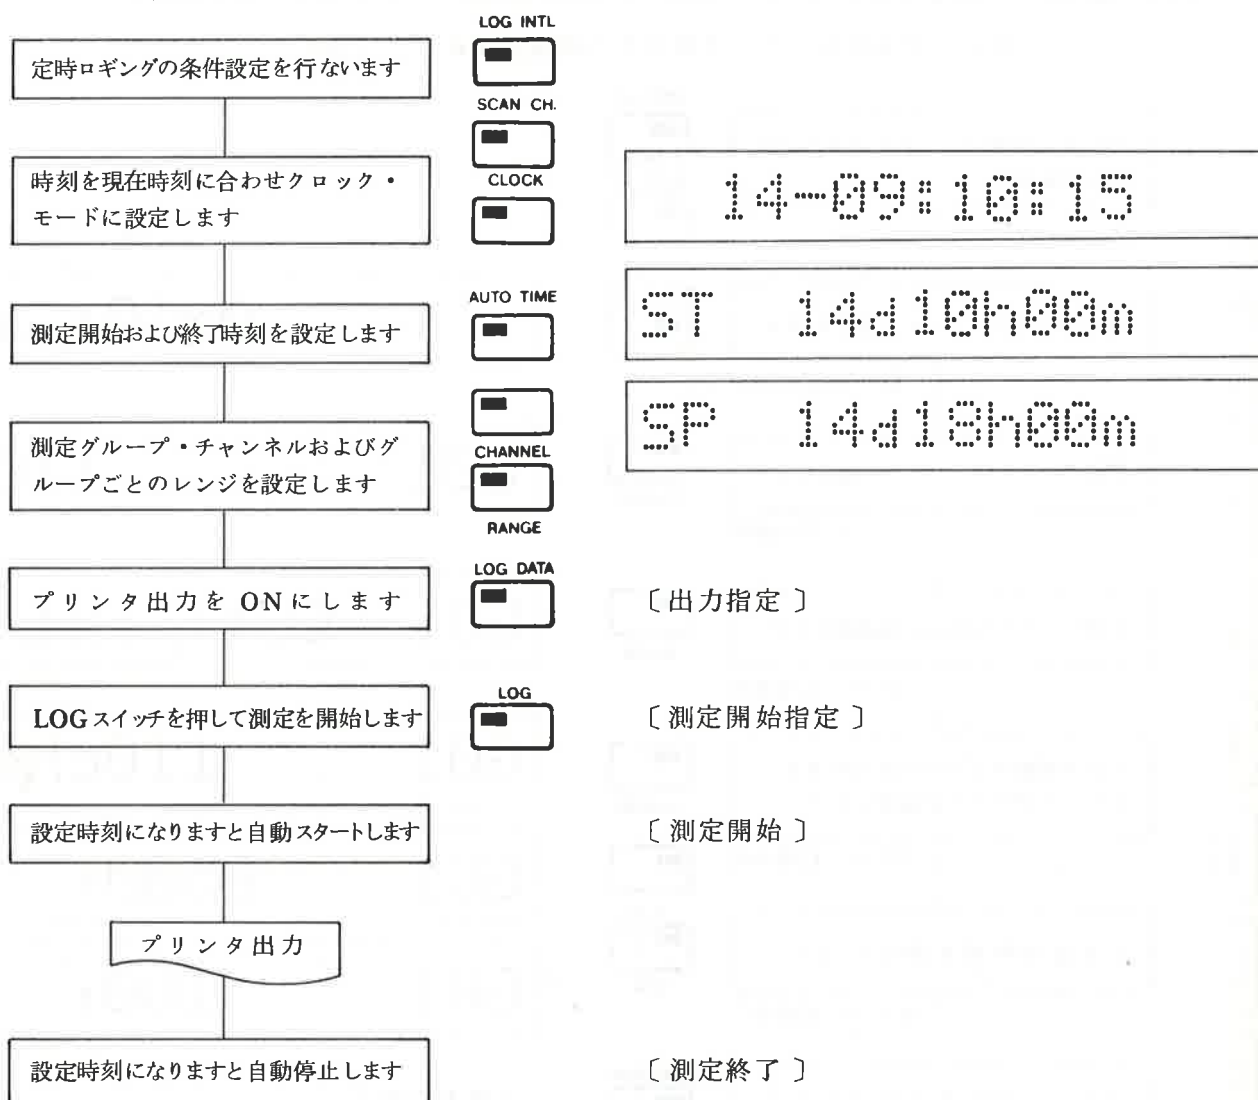 LOG INTL
定時ロギングの条件設定を行ないます
SCAN CH.
時刻を現在時刻に合わせクロック・
モードに設定します
CLOCK
14-09:10:15
測定開始および終了時刻を設定します
AUTO TIME
ST 14d10h00m
SP 14d18h00m
測定グループ・チャンネルおよびグ
ループごとのレンジを設定します
CHANNEL
RANGE
プリンタ出力を ONにします
LOG DATA
〔出力指定〕
LOGスイッチを押して測定を開始します
LOG
〔測定開始指定〕
設定時刻になりますと自動スタートします
〔測定開始〕
プリンタ出力
設定時刻になりますと自動停止します
〔測定終了〕